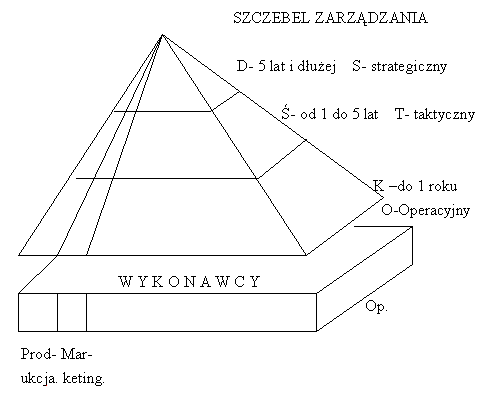 SZCZEBEL ZARZĄDZANIA
D- 5 lat i dłużej S- strategiczny
Ś- od 1 do 5 lat T- taktyczny
K –do 1 roku
O-Operacyjny
W Y K O N A W C Y
Op.
Prod- Mar-
ukcja. keting.